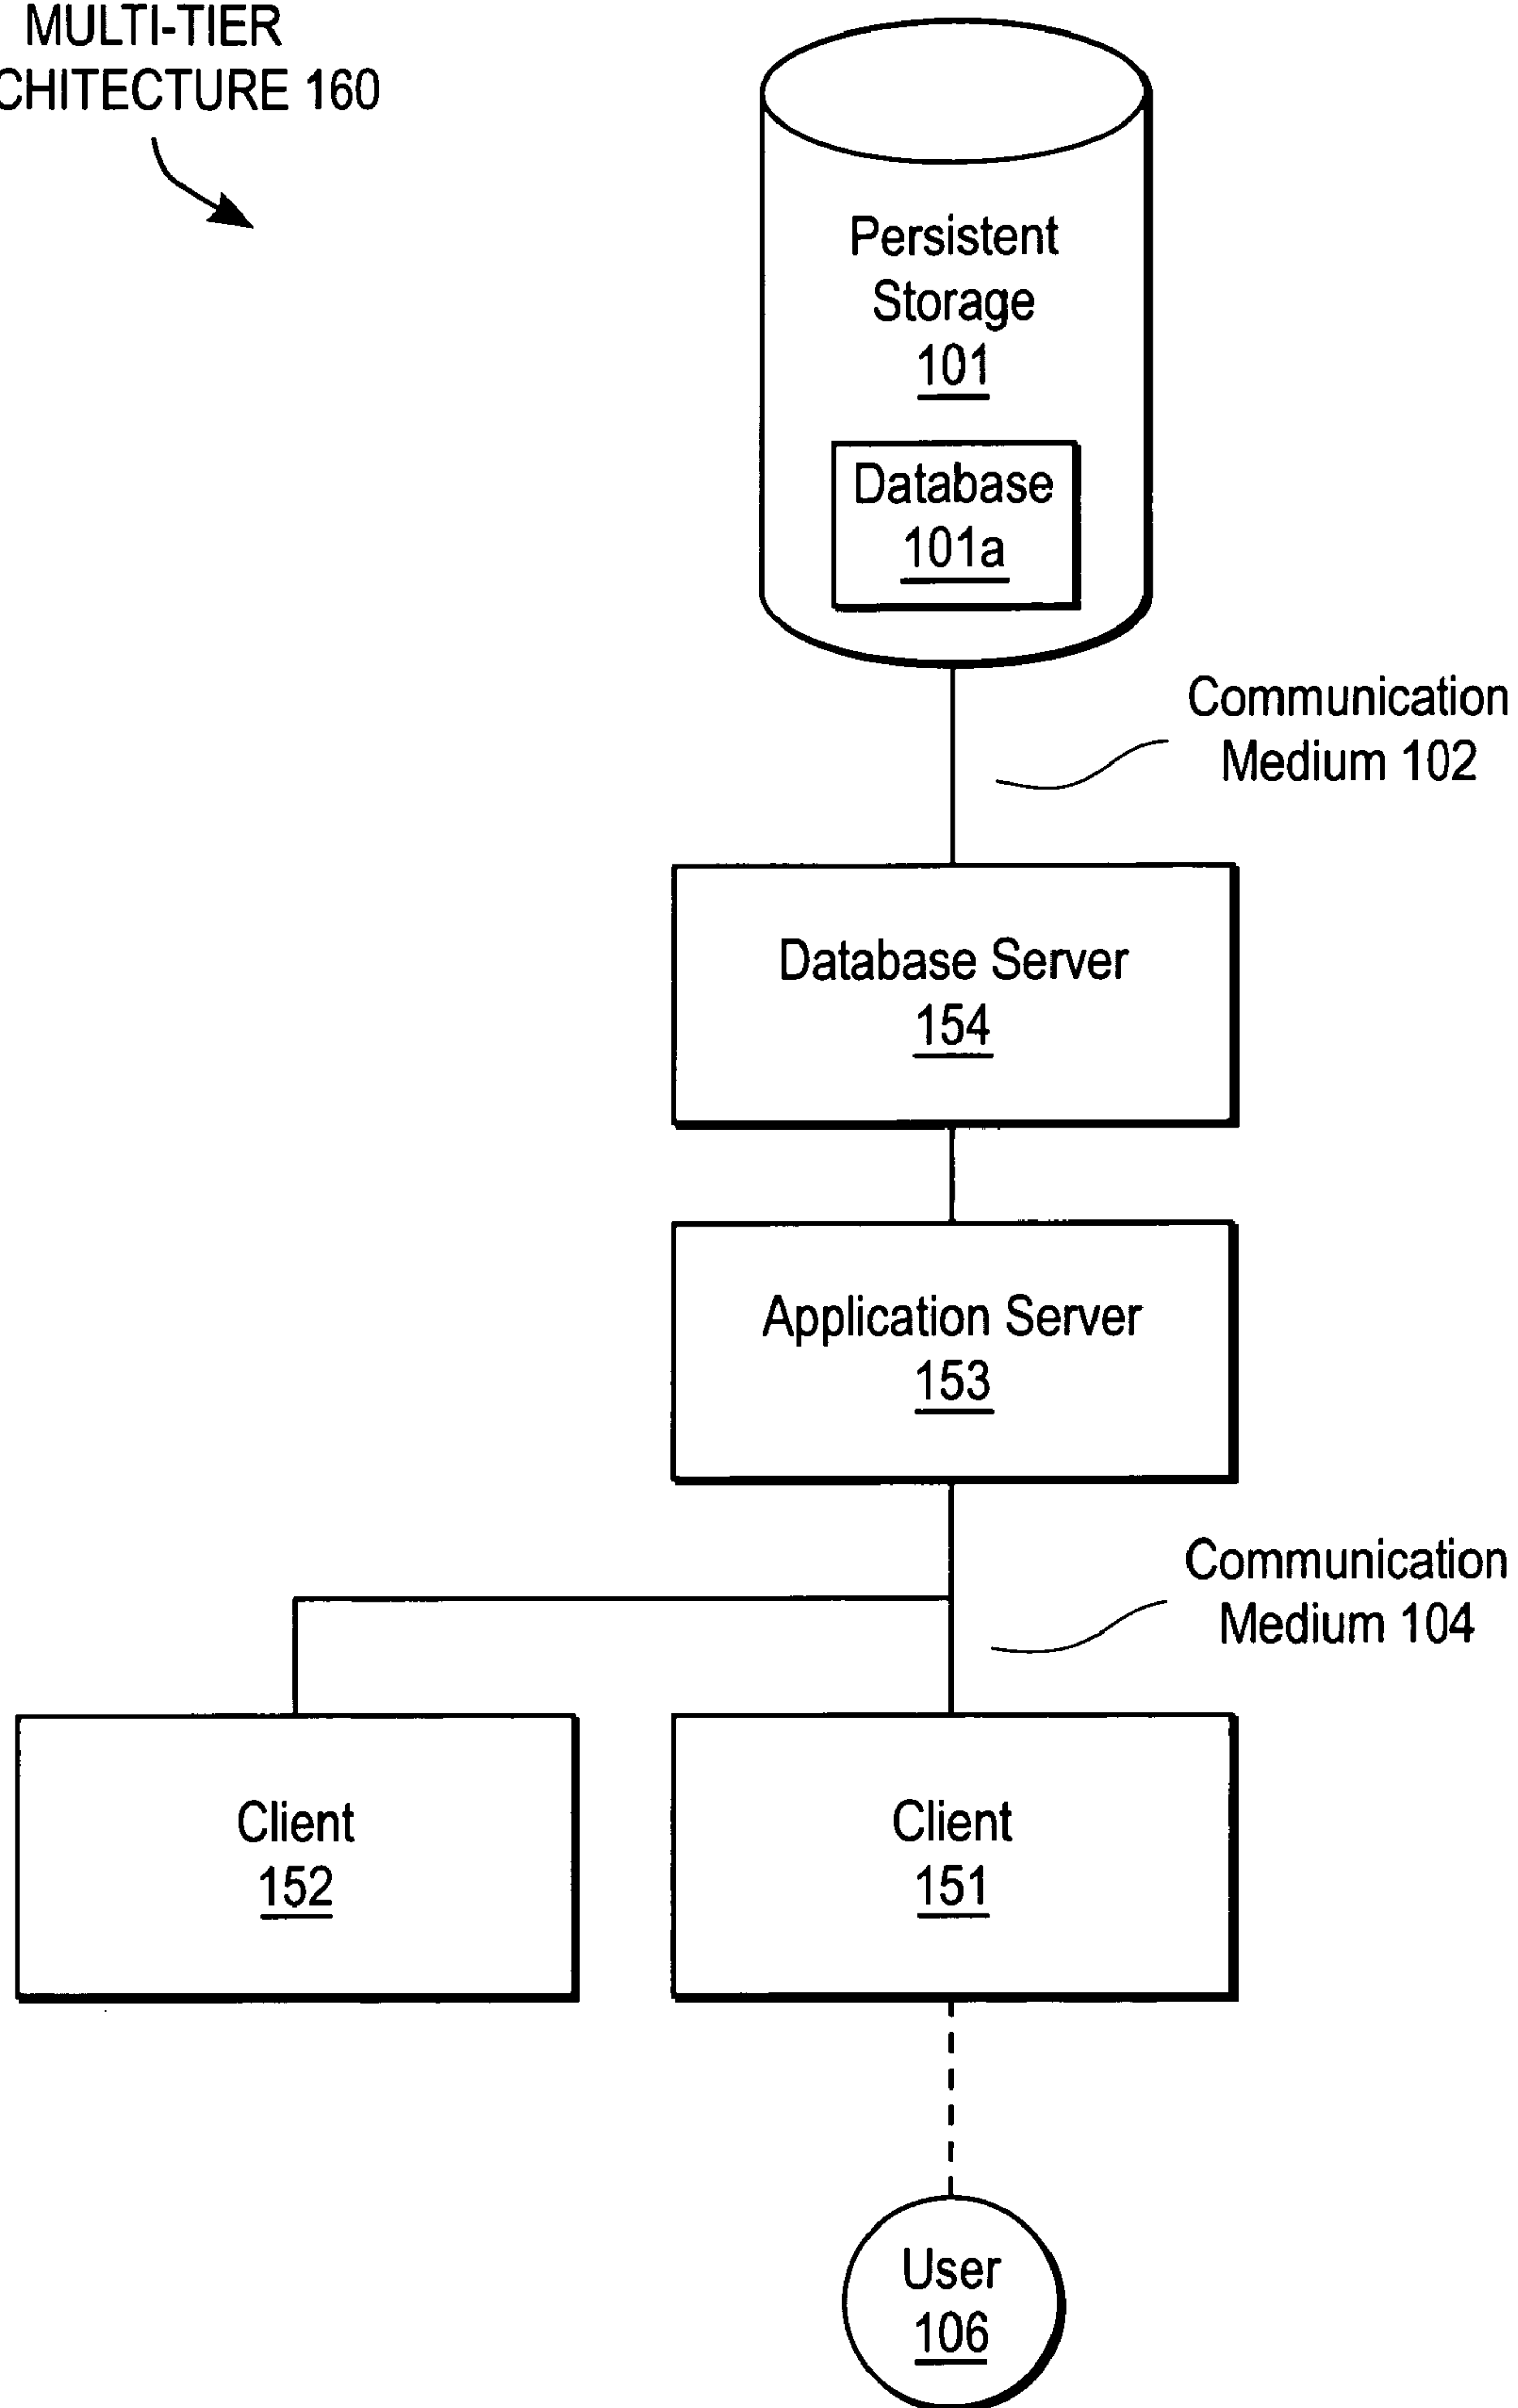 MULTI-TIER
CHITECTURE 160
Persistent
Storage
101
Database
101a
Communication
Medium 102
Database Server
154
Application Server
153
Communication
Medium 104
Client
152
Client
151
User
106